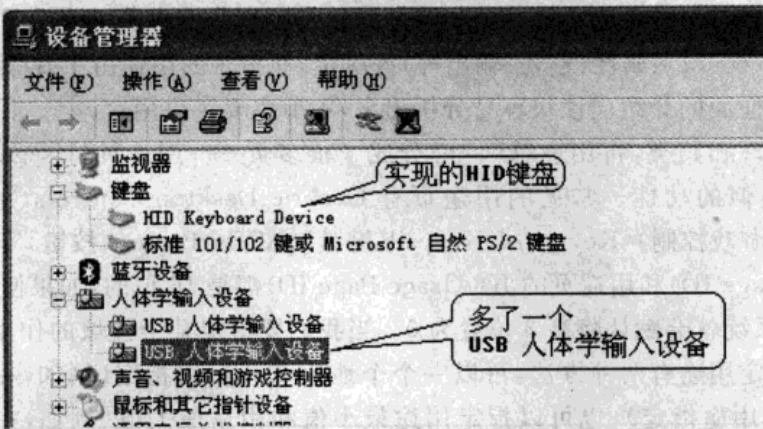 设备管理器
文件(F) 操作(A) 查看(V) 帮助(H)
监视器
实现的HID键盘
键盘
HID Keyboard Device
标准 101/102 键或 Microsoft 自然 PS/2 键盘
蓝牙设备
人体学输入设备
USB 人体学输入设备
多了一个
USB 人体学输入设备
USB 人体学输入设备
声音、视频和游戏控制器
鼠标和其它指针设备